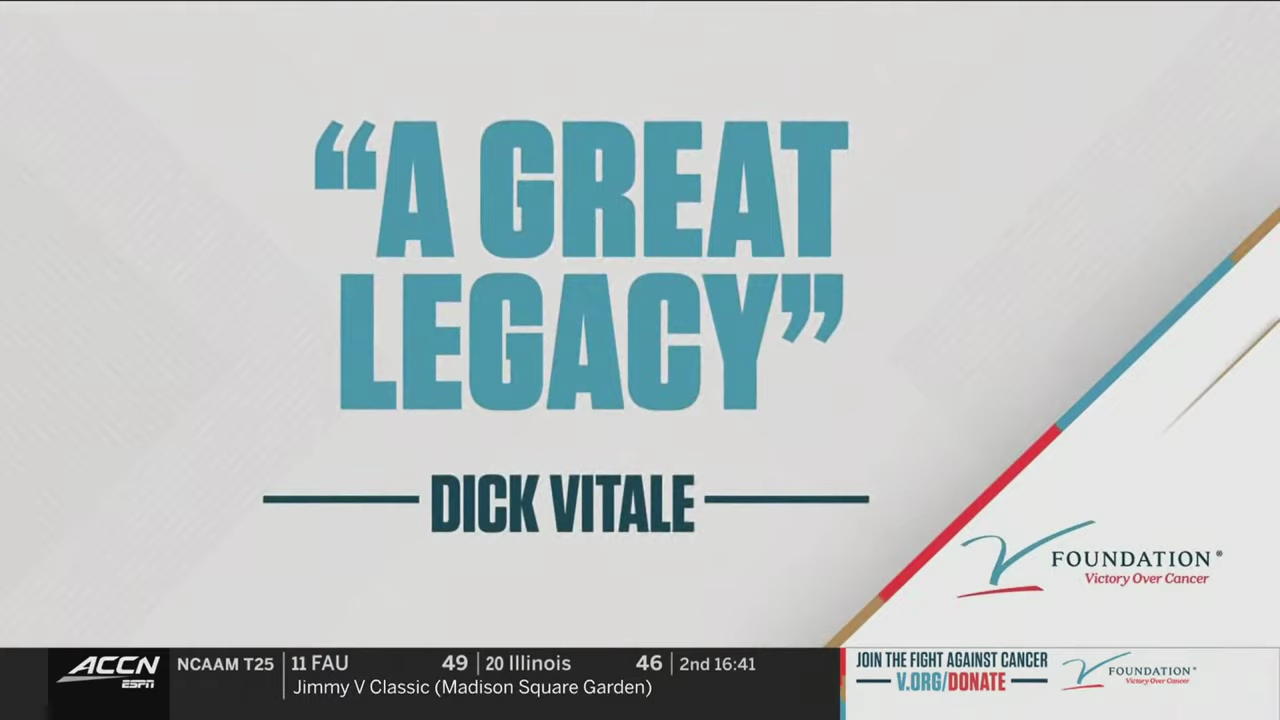 “A GREAT
LEGACY”
DICK VITALE
V FOUNDATION®
Victory Over Cancer
ACCN
ESPN
NCAAM T25
11 FAU 49 20 Illinois 46 2nd 16:41
Jimmy V Classic (Madison Square Garden)
JOIN THE FIGHT AGAINST CANCER
V.ORG/DONATE
V FOUNDATION®
Victory Over Cancer